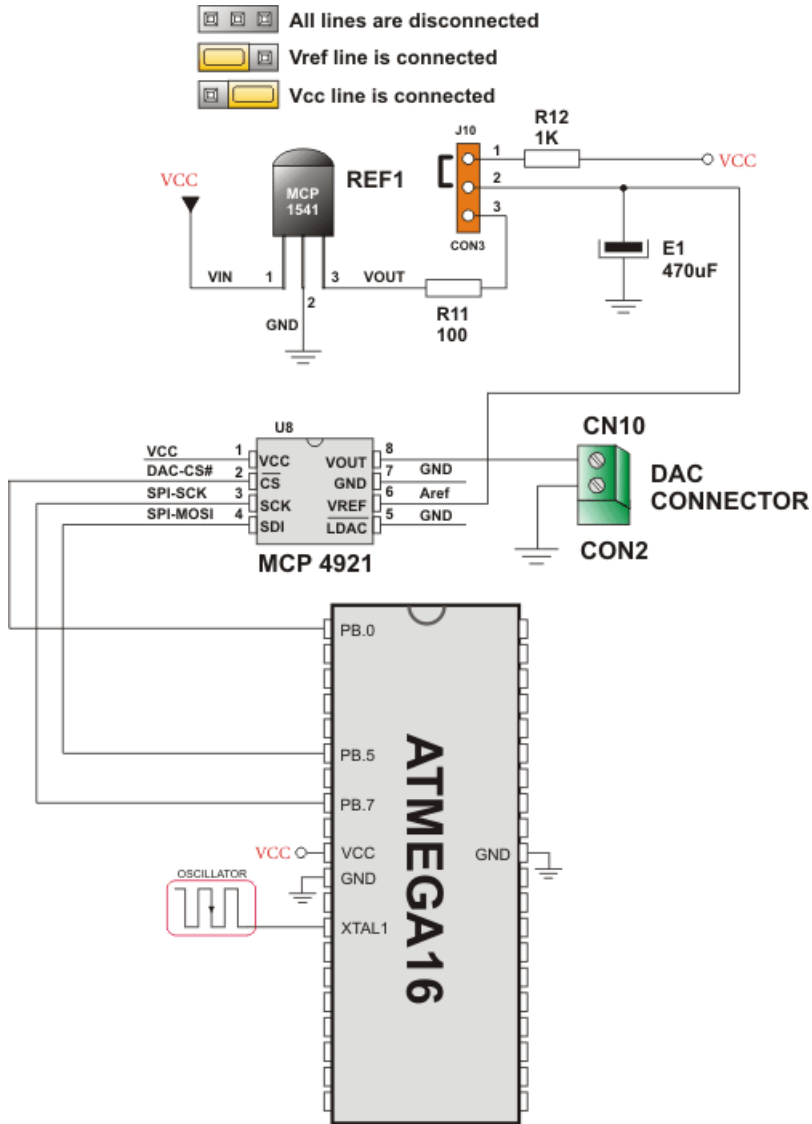 All lines are disconnected
Vref line is connected
Vcc line is connected
J10
R12
1K
VCC
1
2
3
CON3
VCC
MCP
1541
REF1
E1
470uF
VIN
1
3
VOUT
2
GND
R11
100
U8
CN10
DAC
CONNECTOR
CON2
VCC
1
VCC
VOUT
8
DAC-CS#
2
CS
GND
7
GND
SPI-SCK
3
SCK
VREF
6
Aref
SPI-MOSI
4
SDI
LDAC
5
GND
MCP 4921
PB.0
PB.5
PB.7
VCC
VCC
GND
GND
OSCILLATOR
XTAL1
ATMEGA16